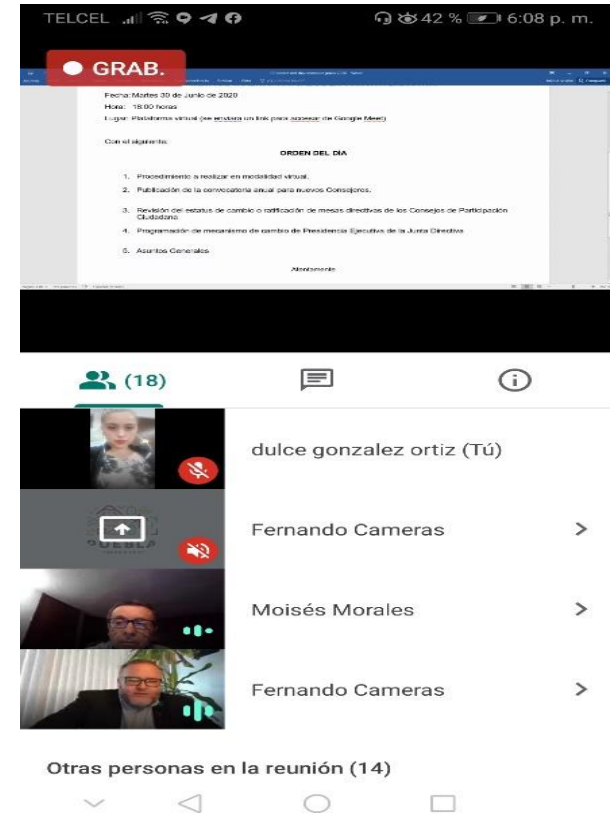 TELCEL 42 % 6:08 p. m.
GRAB.
Fecha: Martes 30 de Junio de 2020
Hora: 18:00 horas
Lugar: Plataforma virtual (se enviara un link para accesar de Google Meet)
Con el siguiente:
ORDEN DEL DÍA
1. Procedimiento a realizar en modalidad virtual.
2. Publicación de la convocatoria anual para nuevos Consejeros.
3. Revisión del estatus de cambio o ratificación de mesas directivas de los Consejos de Participación
Ciudadana
4. Programación de mecanismo de cambio de Presidencia Ejecutiva de la Junta Directiva
5. Asuntos Generales
Atentamente
(18)
dulce gonzalez ortiz (Tú)
PUEBLA
Fernando Cameras
Moisés Morales
Fernando Cameras
Otras personas en la reunión (14)